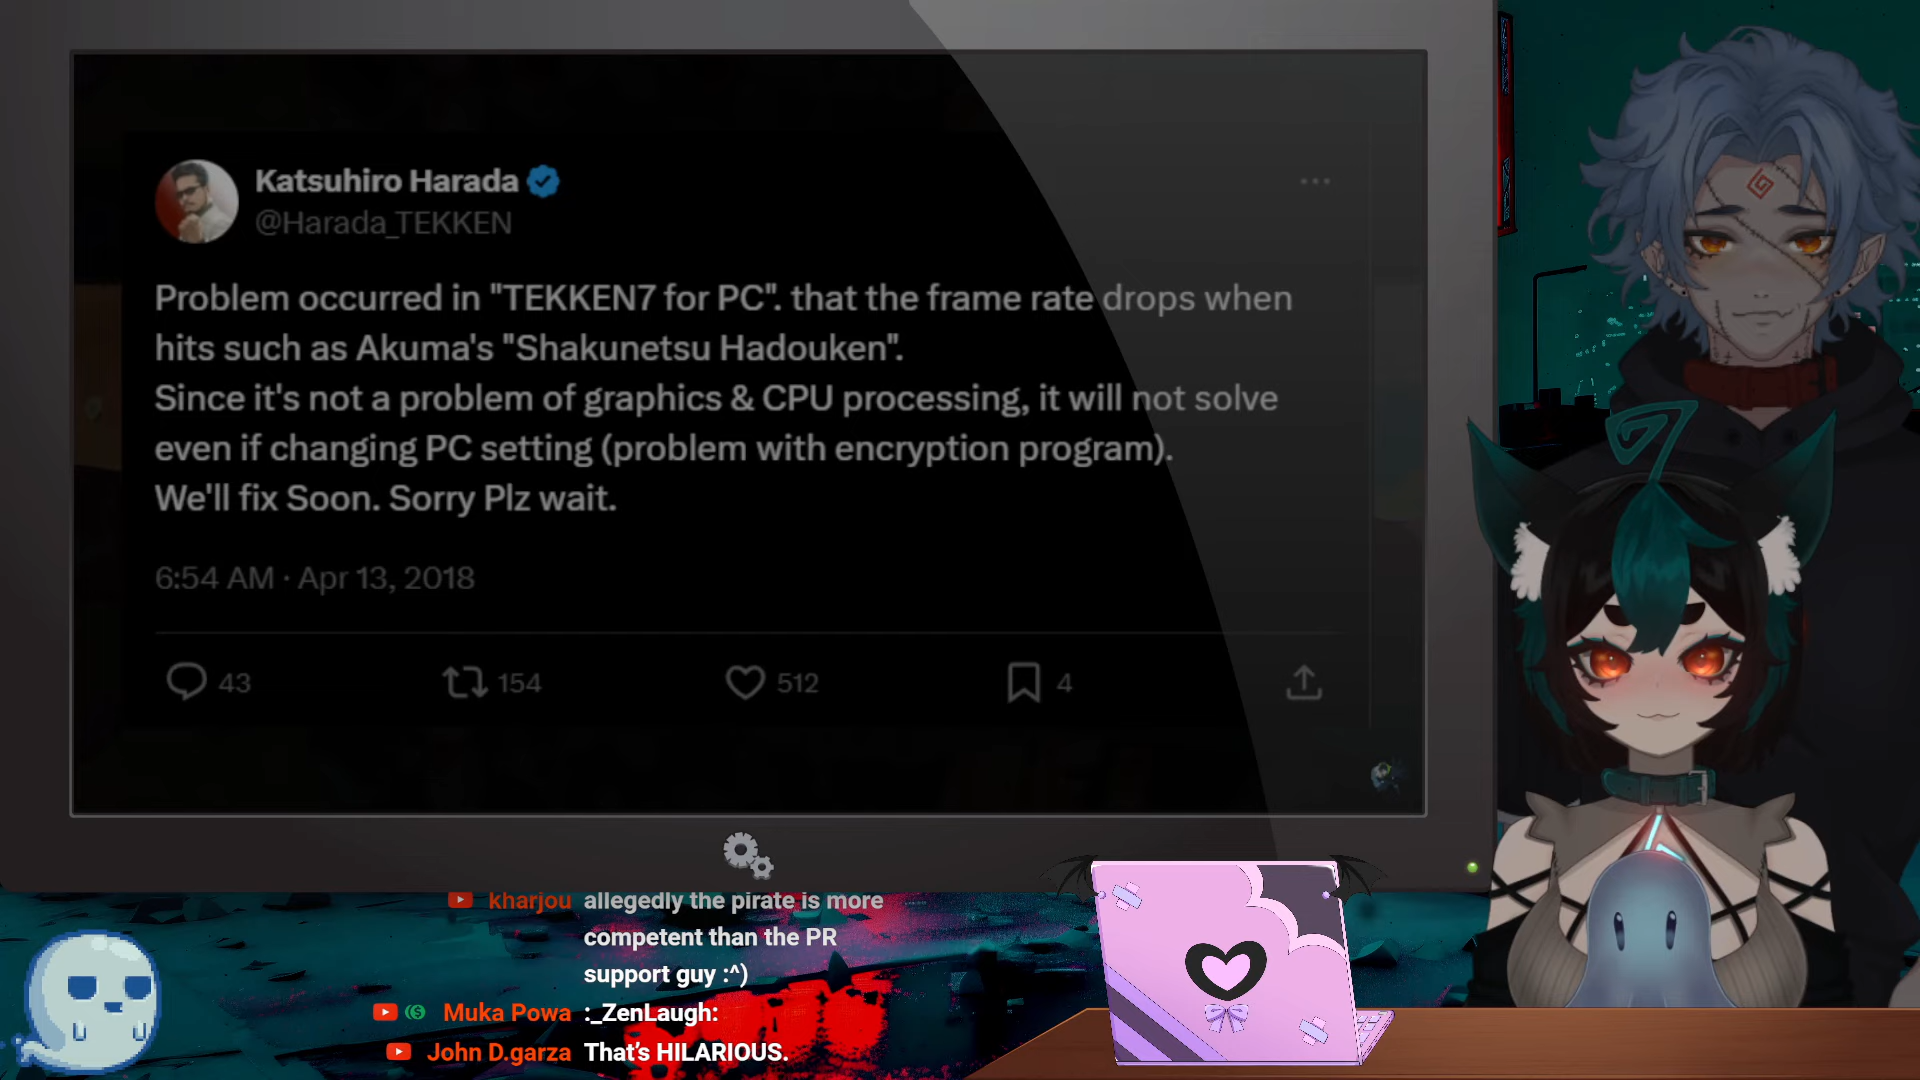 Katsuhiro Harada
@Harada_TEKKEN
Problem occurred in "TEKKEN7 for PC". that the frame rate drops when
hits such as Akuma's "Shakunetsu Hadouken".
Since it's not a problem of graphics & CPU processing, it will not solve
even if changing PC setting (problem with encryption program).
We'll fix Soon. Sorry Plz wait.
6:54 AM · Apr 13, 2018
43 154 512 4
kharjou allegedly the pirate is more
competent than the PR
support guy :^)
Muka Powa :_ZenLaugh:
John D.garza That's HILARIOUS.